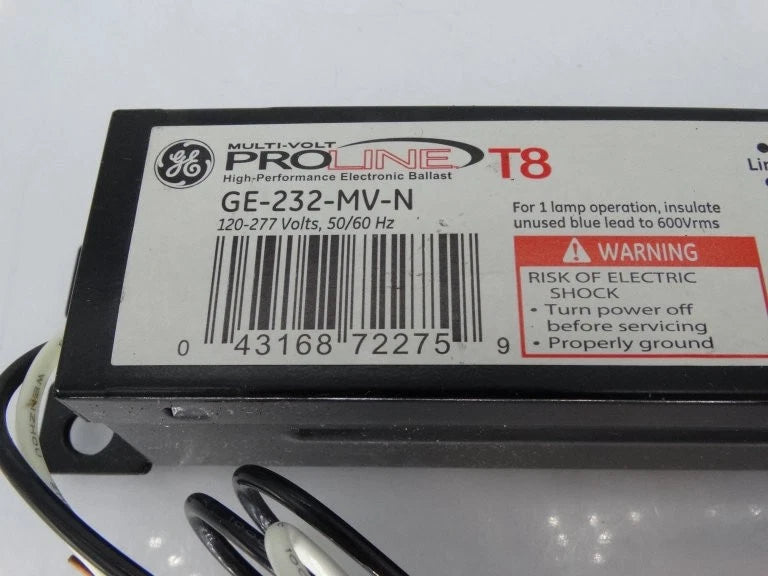 GE
MULTI-VOLT
PROLINE T8
High-Performance Electronic Ballast
GE-232-MV-N
120-277 Volts, 50/60 Hz
0 43168 72275 9
For 1 lamp operation, insulate
unused blue lead to 600Vrms
WARNING
RISK OF ELECTRIC
SHOCK
• Turn power off
before servicing
• Properly ground
Lin
WENZHOU